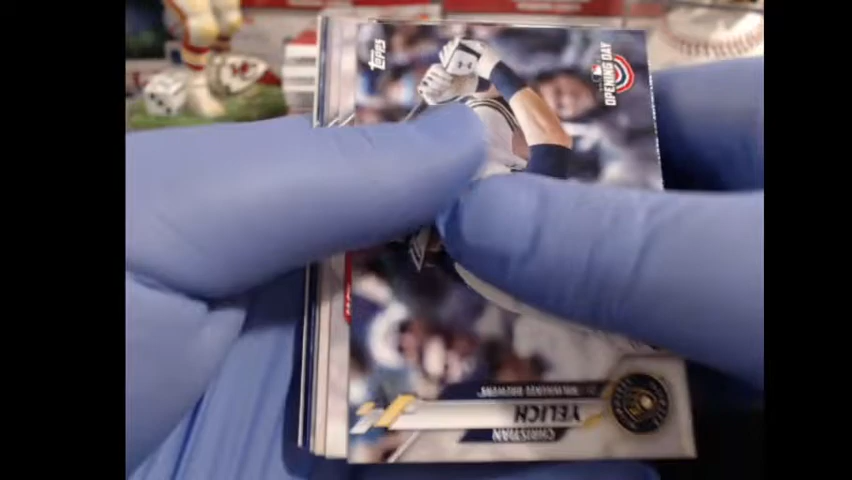 TOPPS
OPENING DAY
MILWAUKEE BREWERS
CHRISTIAN
YELICH